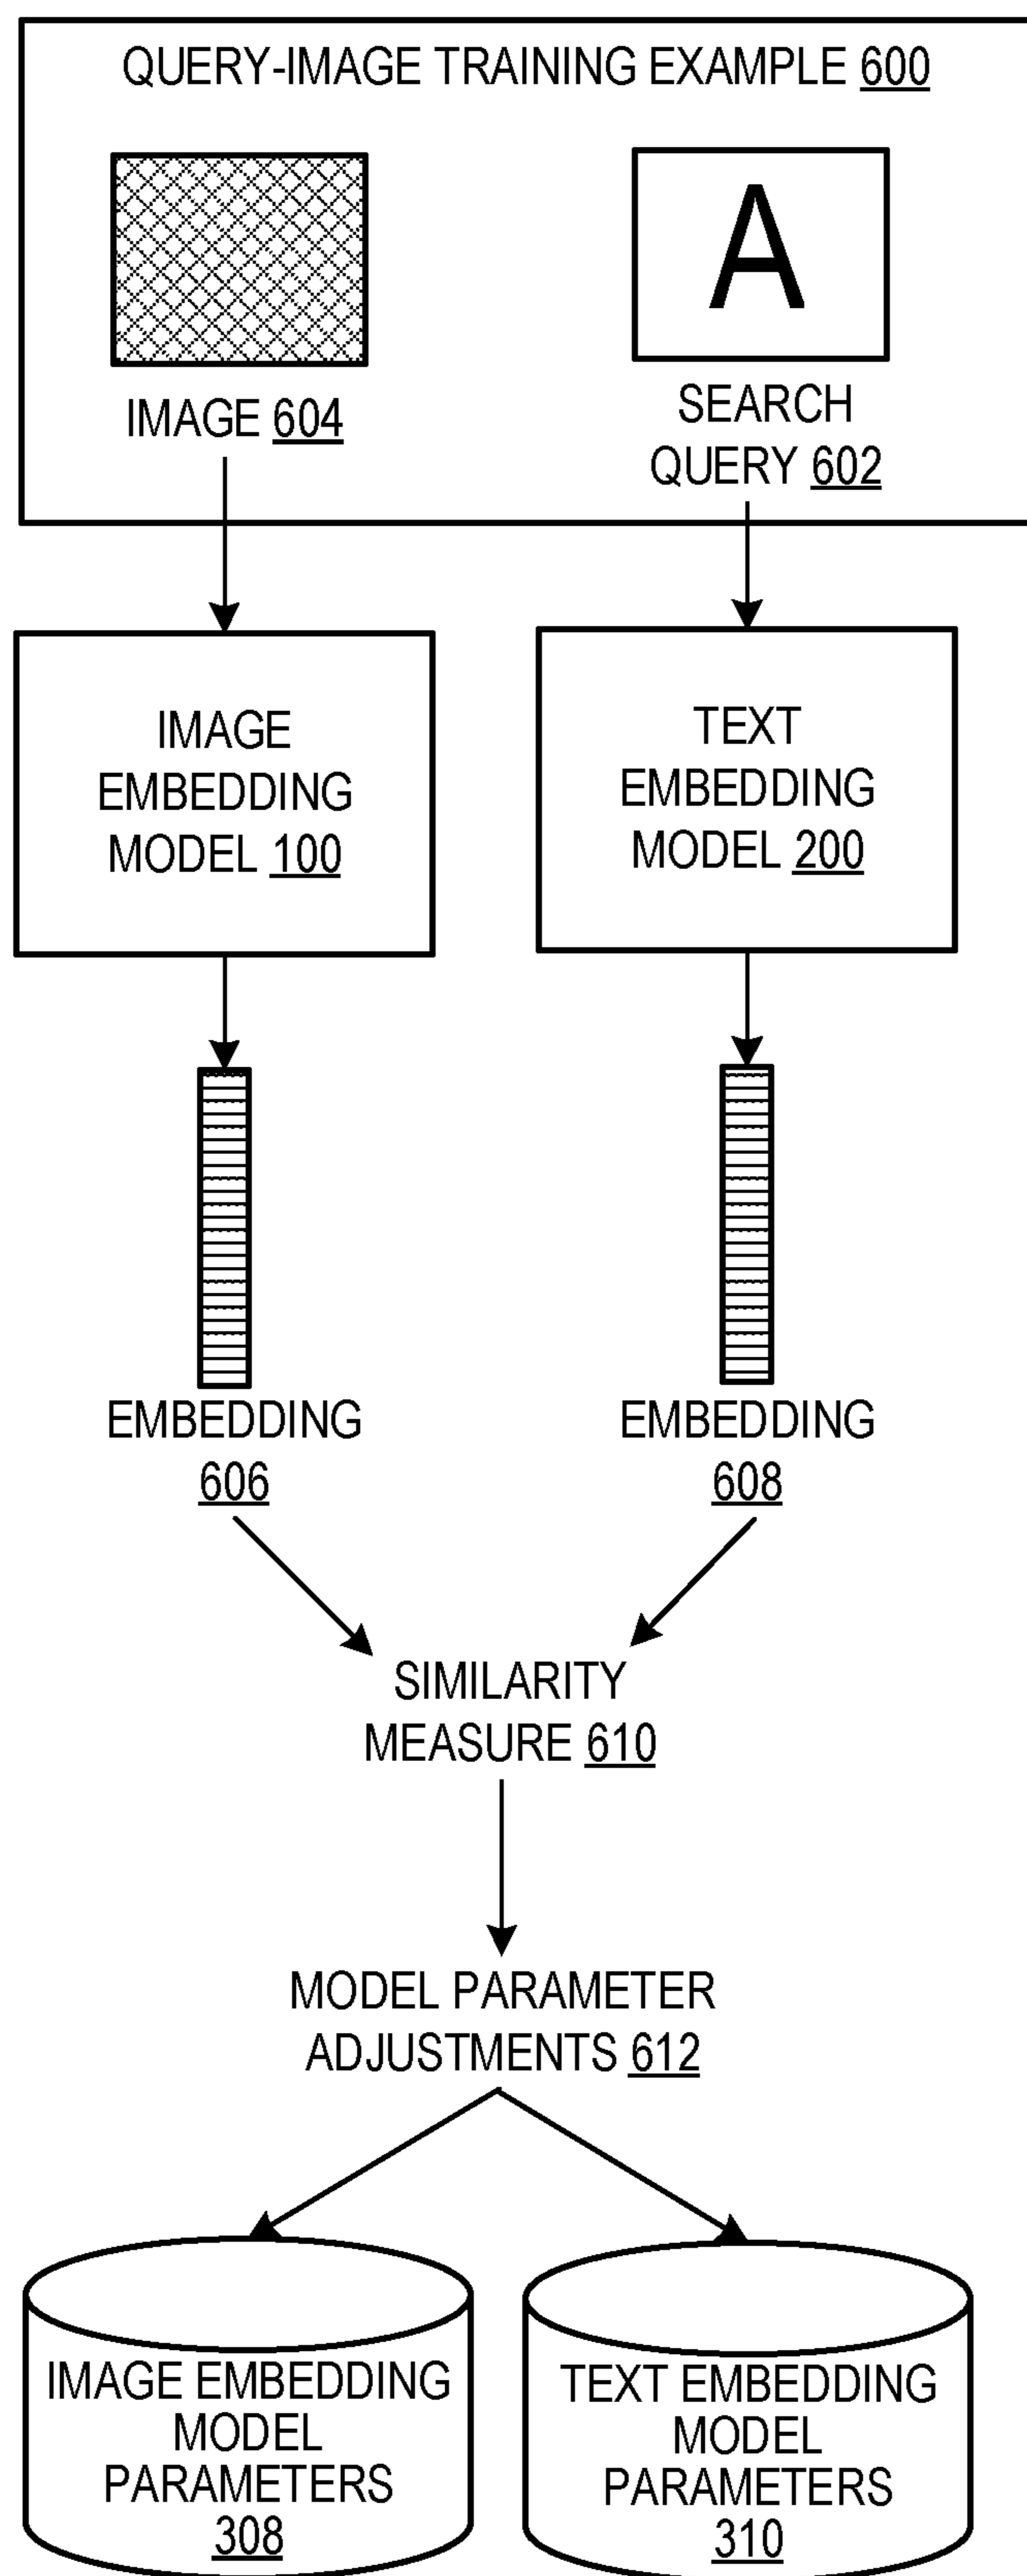 QUERY-IMAGE TRAINING EXAMPLE 600
A
IMAGE 604
SEARCH
QUERY 602
IMAGE
EMBEDDING
MODEL 100
TEXT
EMBEDDING
MODEL 200
EMBEDDING
606
EMBEDDING
608
SIMILARITY
MEASURE 610
MODEL PARAMETER
ADJUSTMENTS 612
IMAGE EMBEDDING
MODEL
PARAMETERS
308
TEXT EMBEDDING
MODEL
PARAMETERS
310